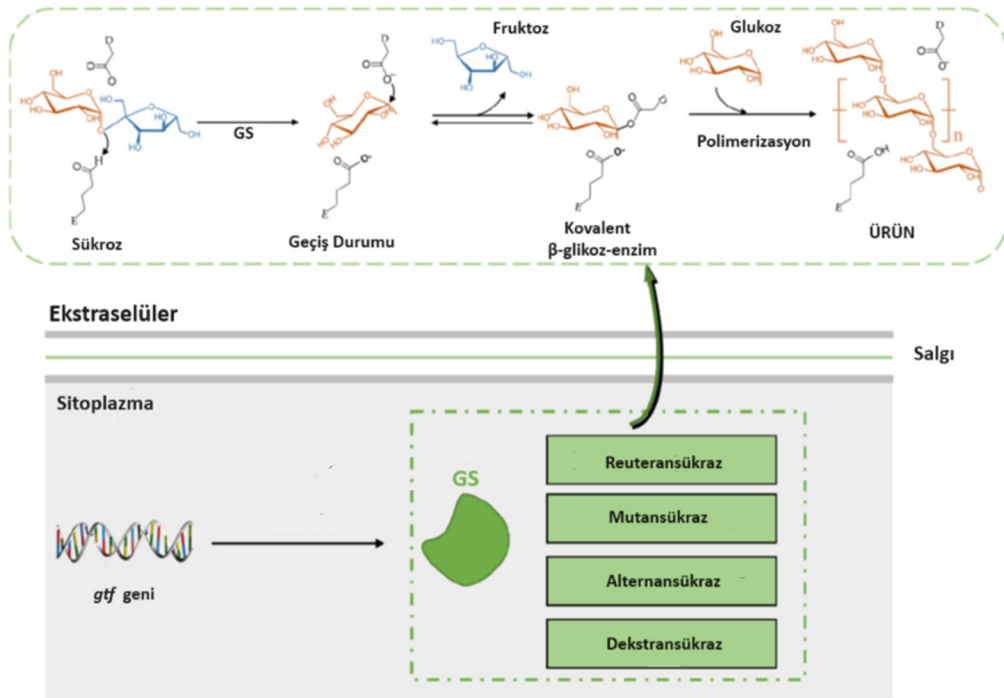 Fruktoz
Glukoz
GS
Polimerizasyon
Sükroz
Geçiş Durumu
Kovalent
β-glikoz-enzim
ÜRÜN
Ekstraselüler
Salgı
Sitoplazma
GS
Reuteransükraz
Mutansükraz
Alternansükraz
Dekstransükraz
gtf geni